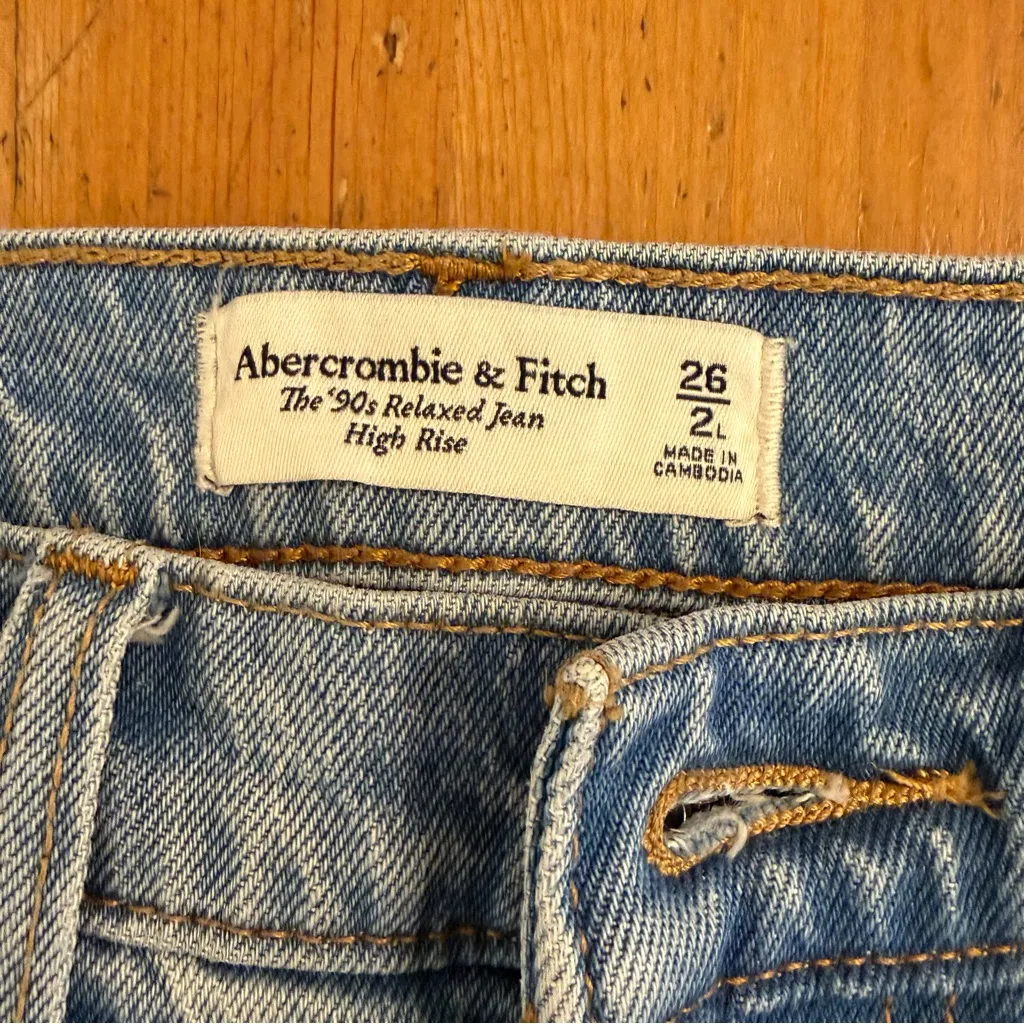 Abercrombie & Fitch
The ‘90s Relaxed Jean
High Rise
26
2L
MADE IN
CAMBODIA